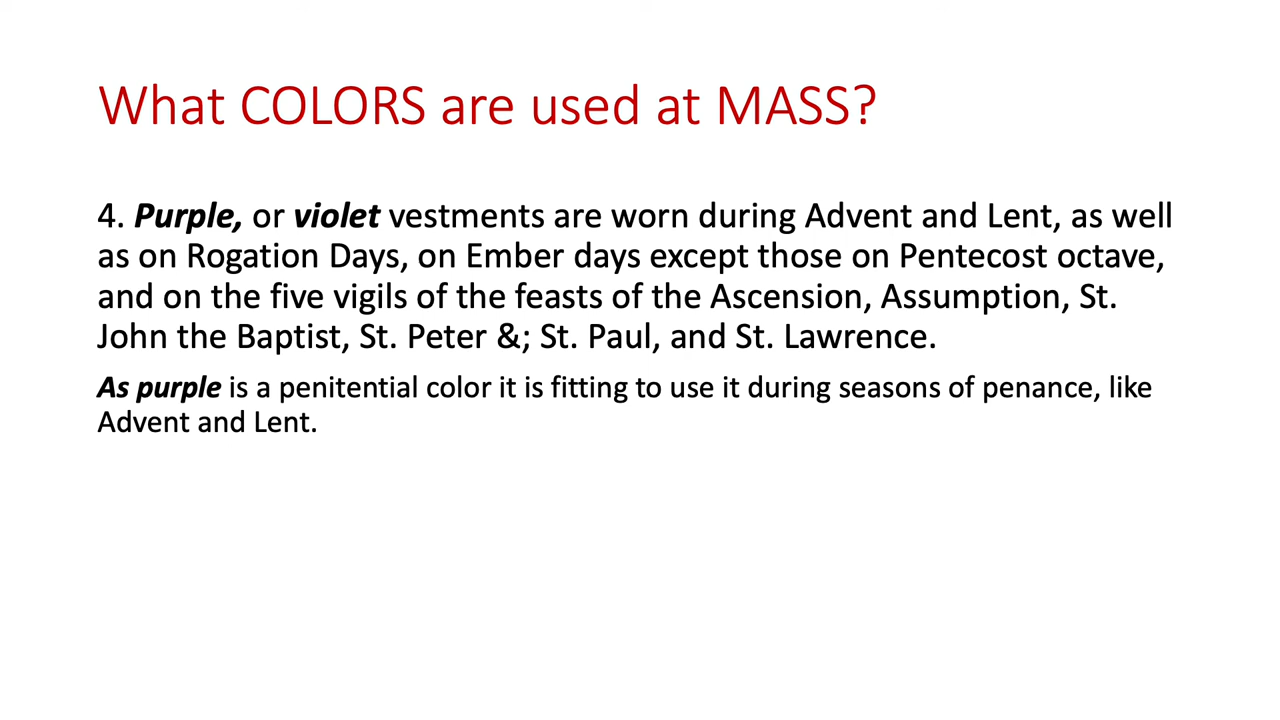 What COLORS are used at MASS?
4. Purple, or violet vestments are worn during Advent and Lent, as well
as on Rogation Days, on Ember days except those on Pentecost octave,
and on the five vigils of the feasts of the Ascension, Assumption, St.
John the Baptist, St. Peter &; St. Paul, and St. Lawrence.
As purple is a penitential color it is fitting to use it during seasons of penance, like
Advent and Lent.